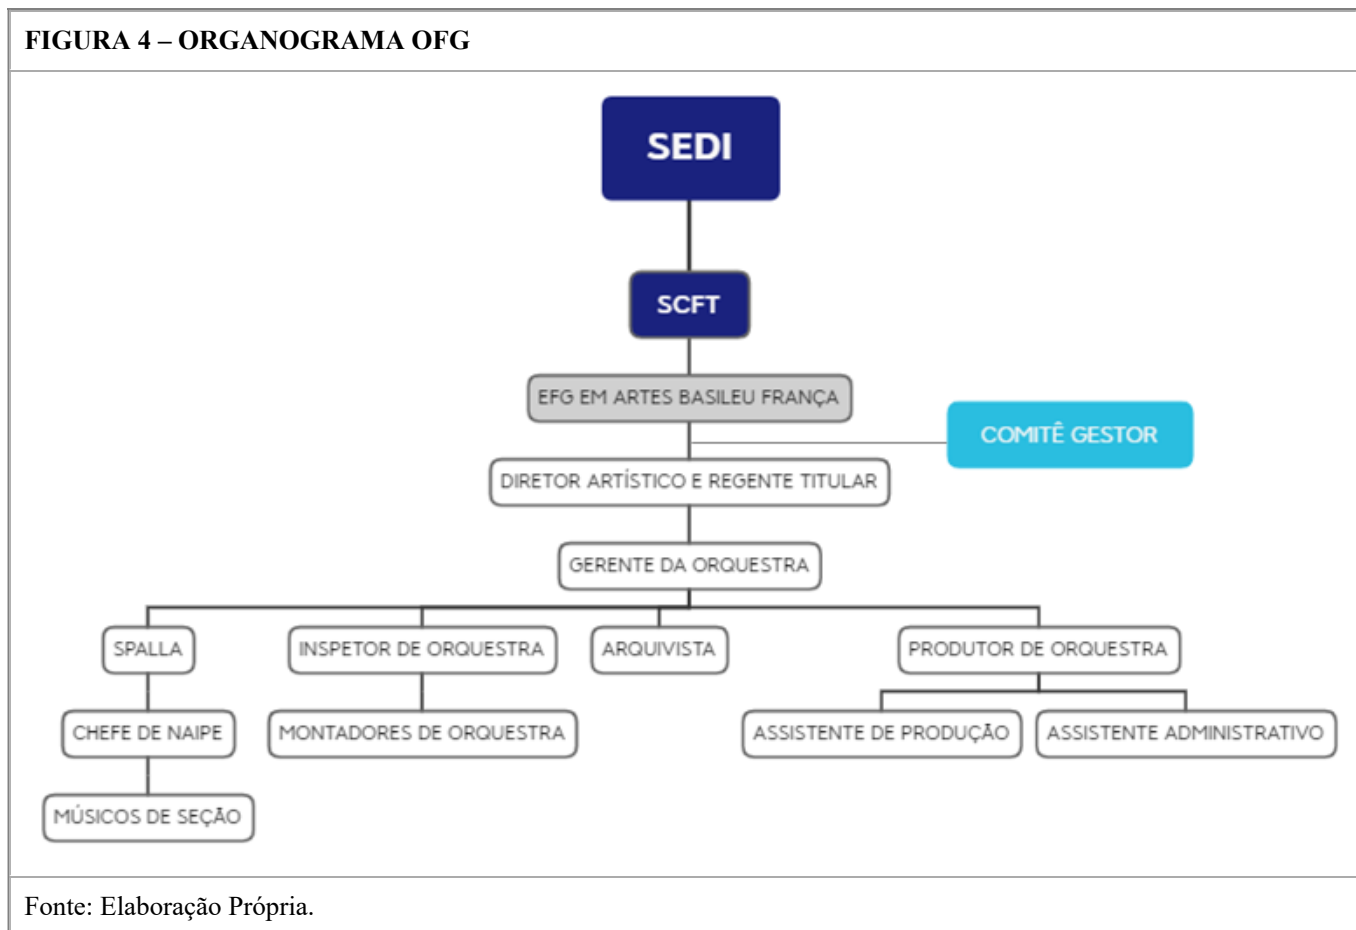 FIGURA 4 – ORGANOGRAMA OFG
SEDI
SCFT
EFG EM ARTES BASILEU FRANÇA
COMITÊ GESTOR
DIRETOR ARTÍSTICO E REGENTE TITULAR
GERENTE DA ORQUESTRA
SPALLA
INSPETOR DE ORQUESTRA
ARQUIVISTA
PRODUTOR DE ORQUESTRA
CHEFE DE NAIPE
MONTADORES DE ORQUESTRA
ASSISTENTE DE PRODUÇÃO
ASSISTENTE ADMINISTRATIVO
MÚSICOS DE SEÇÃO
Fonte: Elaboração Própria.